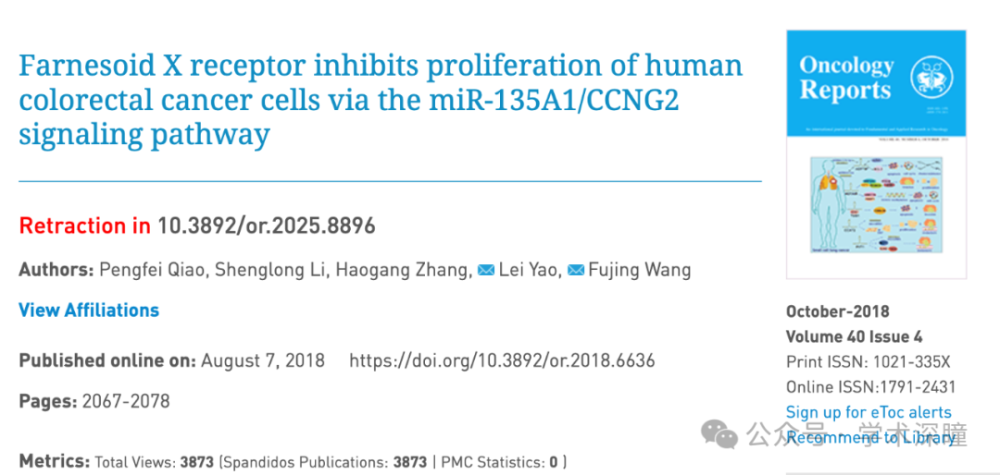 Farnesoid X receptor inhibits proliferation of human
colorectal cancer cells via the miR-135A1/CCNG2
signaling pathway
Retraction in 10.3892/or.2025.8896
Authors: Pengfei Qiao, Shenglong Li, Haogang Zhang, Lei Yao, Fujing Wang
View Affiliations
Published online on: August 7, 2018 https://doi.org/10.3892/or.2018.6636
Pages: 2067-2078
Metrics: Total Views: 3873 (Spandidos Publications: 3873 | PMC Statistics: 0 )
Oncology
Reports
October-2018
Volume 40 Issue 4
Print ISSN: 1021-335X
Online ISSN:1791-2431
Sign up for eToc alerts
Recommend to Library
公众号 · 学术深瞳